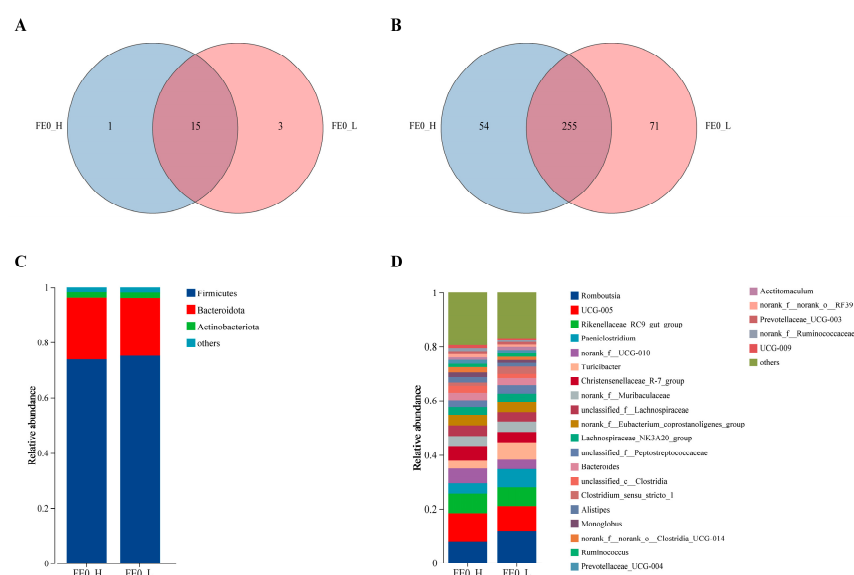 A
B
FE0_H
1
15
3
FE0_L
FE0_H
54
255
71
FE0_L
C
D
Relative abundance
1
0.8
0.6
0.4
0.2
0
FE0_H
FE0_L
Firmicutes
Bacteroidota
Actinobacteriota
others
Relative abundance
1
0.8
0.6
0.4
0.2
0
FE0_H
FE0_L
Romboutsia
UCG-005
Rikenellaceae_RC9_gut_group
Paeniclostridium
norank_f__UCG-010
Turicibacter
Christensenellaceae_R-7_group
norank_f__Muribaculaceae
unclassified_f__Lachnospiraceae
norank_f__Eubacterium_coprostanoligenes_group
Lachnospiraceae_NK3A20_group
unclassified_f__Peptostreptococcaceae
Bacteroides
unclassified_c__Clostridia
Clostridium_sensu_stricto_1
Alistipes
Monoglobus
norank_f__norank_o__Clostridia_UCG-014
Ruminococcus
Prevotellaceae_UCG-004
Acetitomaculum
norank_f__norank_o__RF39
Prevotellaceae_UCG-003
norank_f__Ruminococcaceae
UCG-009
others